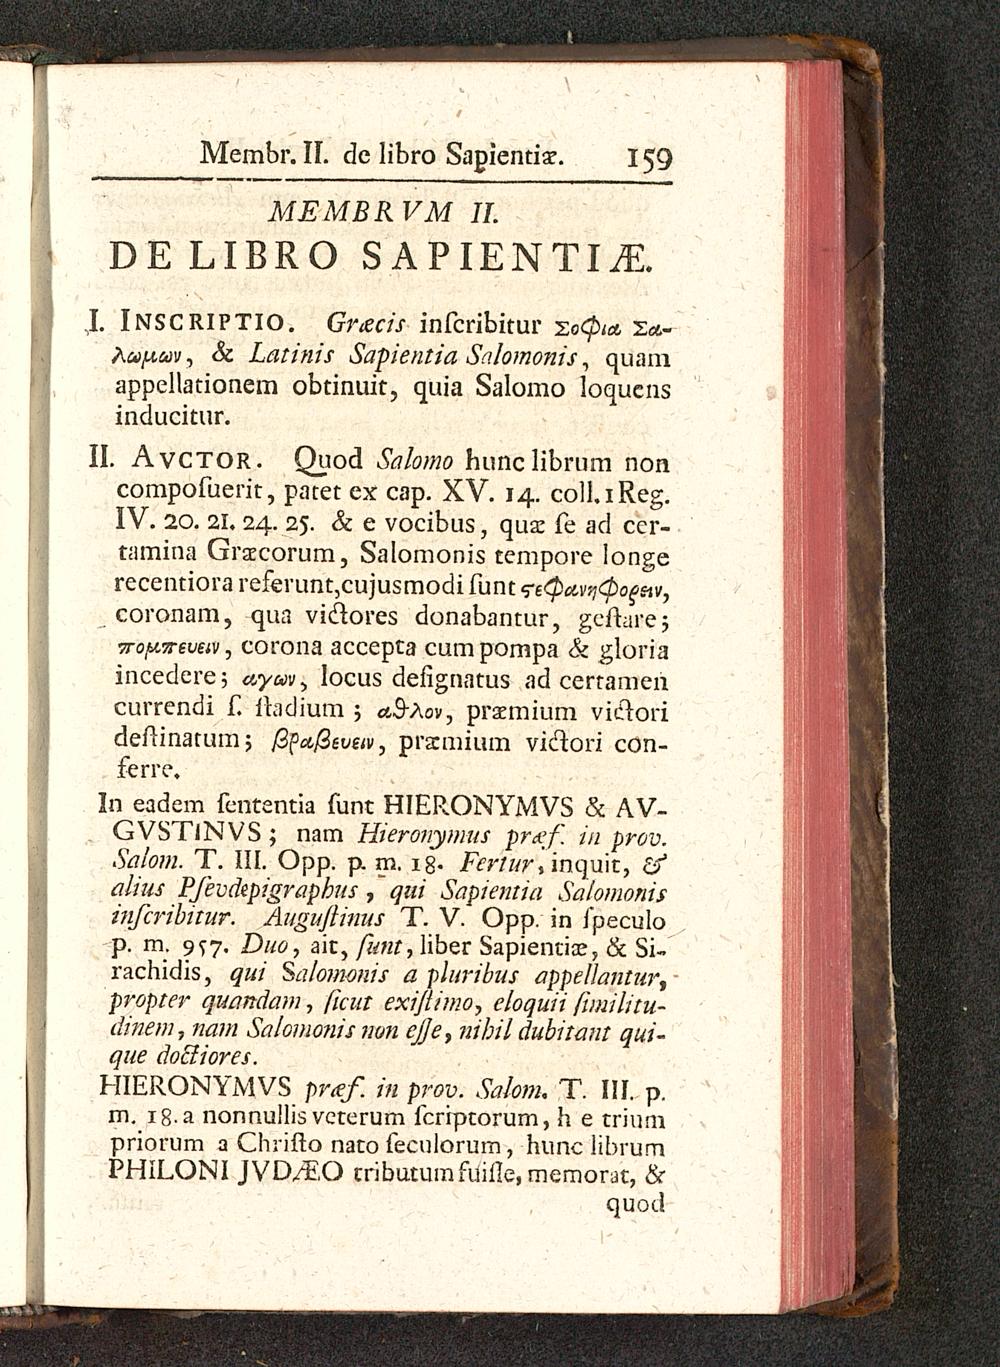 Membr. II. de libro Sapientiæ. 159
MEMBRVM II.
DE LIBRO SAPIENTIÆ.
I. INSCRIPTIO. Græcis inſcribitur Σοφια Σα-
λωμων, & Latinis Sapientia Salomonis, quam
appellationem obtinuit, quia Salomo loquens
inducitur.
II. AVCTOR. Quod Salomo hunc librum non
compoſuerit, patet ex cap. XV. 14. coll. 1 Reg.
IV. 20. 21. 24. 25. & e vocibus, quæ ſe ad cer-
tamina Græcorum, Salomonis tempore longe
recentiora referunt, cujusmodi ſunt ϛεφανηφορειν,
coronam, qua victores donabantur, geſtare;
πομπευειν, corona accepta cum pompa & gloria
incedere; αγων, locus deſignatus ad certamen
currendi ſ. ſtadium; αθλον, præmium victori
deſtinatum; βραβευειν, præmium victori con-
ferre.
In eadem ſententia ſunt HIERONYMVS & AV-
GVSTINVS; nam Hieronymus præf. in prov.
Salom. T. III. Opp. p. m. 18. Fertur, inquit, &
alius Pſevdepigraphus, qui Sapientia Salomonis
inſcribitur. Auguſtinus T. V. Opp. in ſpeculo
p. m. 957. Duo, ait, ſunt, liber Sapientiæ, & Si-
rachidis, qui Salomonis a pluribus appellantur,
propter quandam, ſicut exiſtimo, eloquii ſimilitu-
dinem, nam Salomonis non eſſe, nihil dubitant qui-
que doctiores.
HIERONYMVS præf. in prov. Salom. T. III. p.
m. 18. a nonnullis veterum ſcriptorum, h e trium
priorum a Chriſto nato ſeculorum, hunc librum
PHILONI JVDÆO tributum fuiſſe, memorat, &
quod